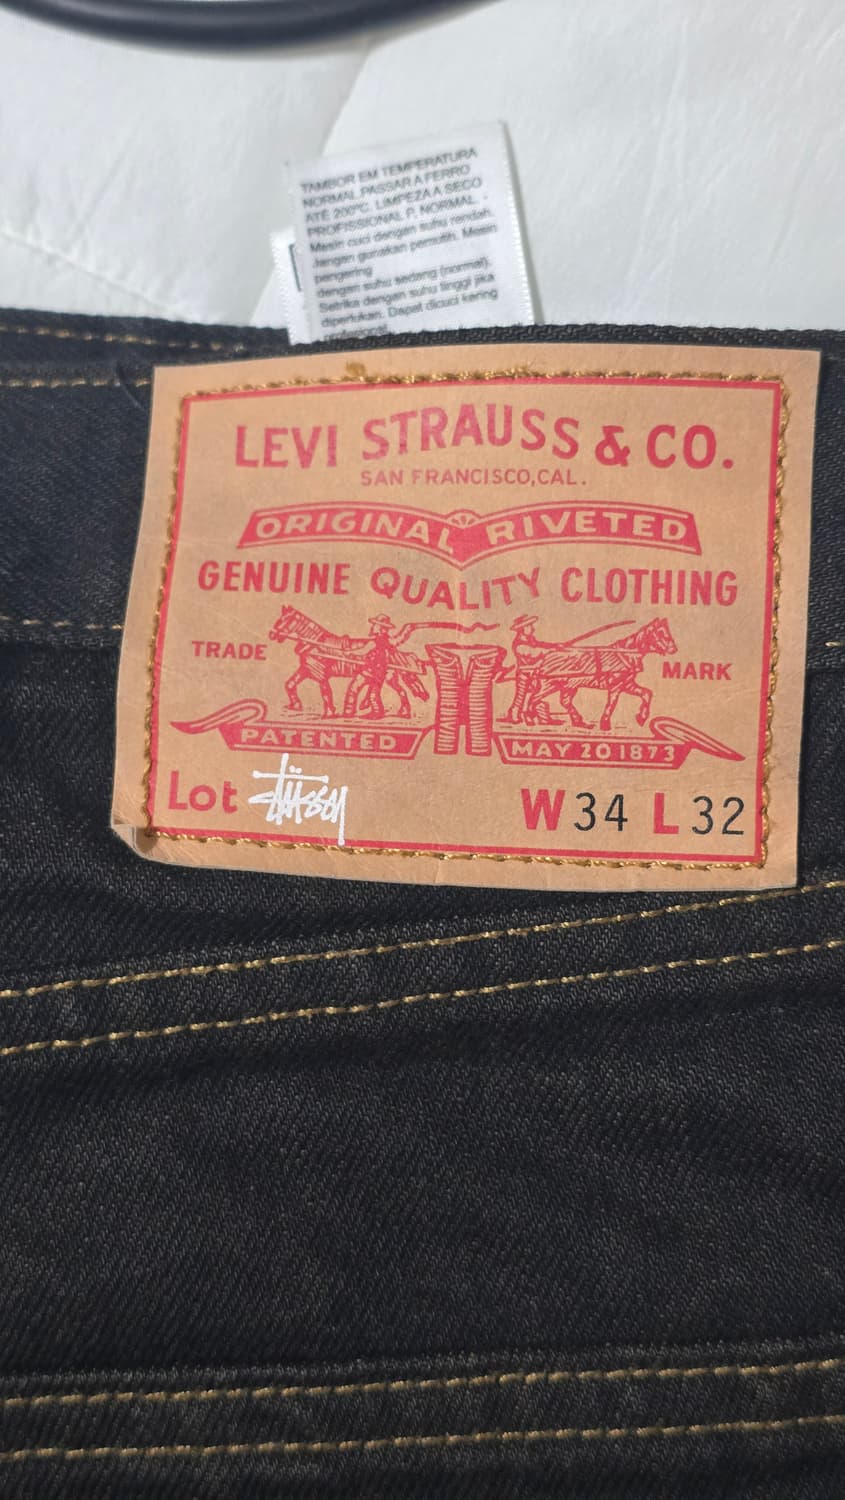 TAMBOR EM TEMPERATURA
NORMAL.PASSAR A FERRO
ATÉ 200°C. LIMPEZA A SECO
PROFISSIONAL P. NORMAL. -
Mesin cuci dengan suhu rendah.
Jangan gunakan pemutih. Mesin
pengering
dengan suhu sedang (normal).
Setrika dengan suhu tinggi jika
diperlukan. Dapat dicuci kering
profesional.
LEVI STRAUSS & CO.
SAN FRANCISCO, CAL.
ORIGINAL RIVETED
GENUINE QUALITY CLOTHING
TRADE MARK
PATENTED MAY 20 1873
Lot Stüssy W34 L32